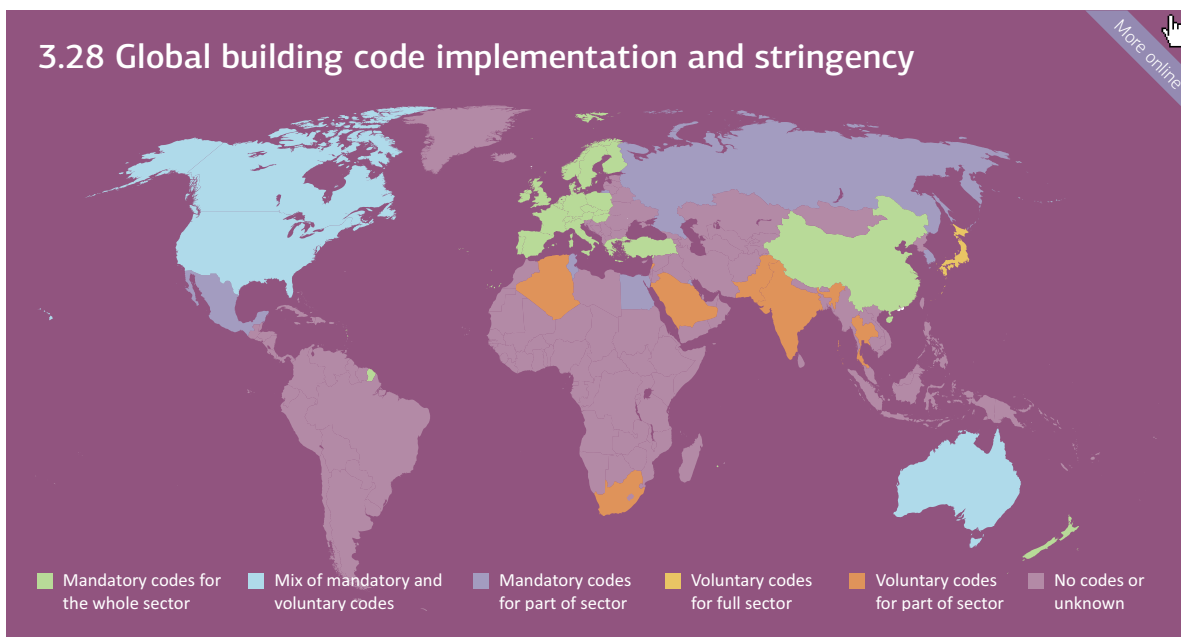 More online
3.28 Global building code implementation and stringency
Mandatory codes for
the whole sector
Mix of mandatory and
voluntary codes
Mandatory codes
for part of sector
Voluntary codes
for full sector
Voluntary codes
for part of sector
No codes or
unknown